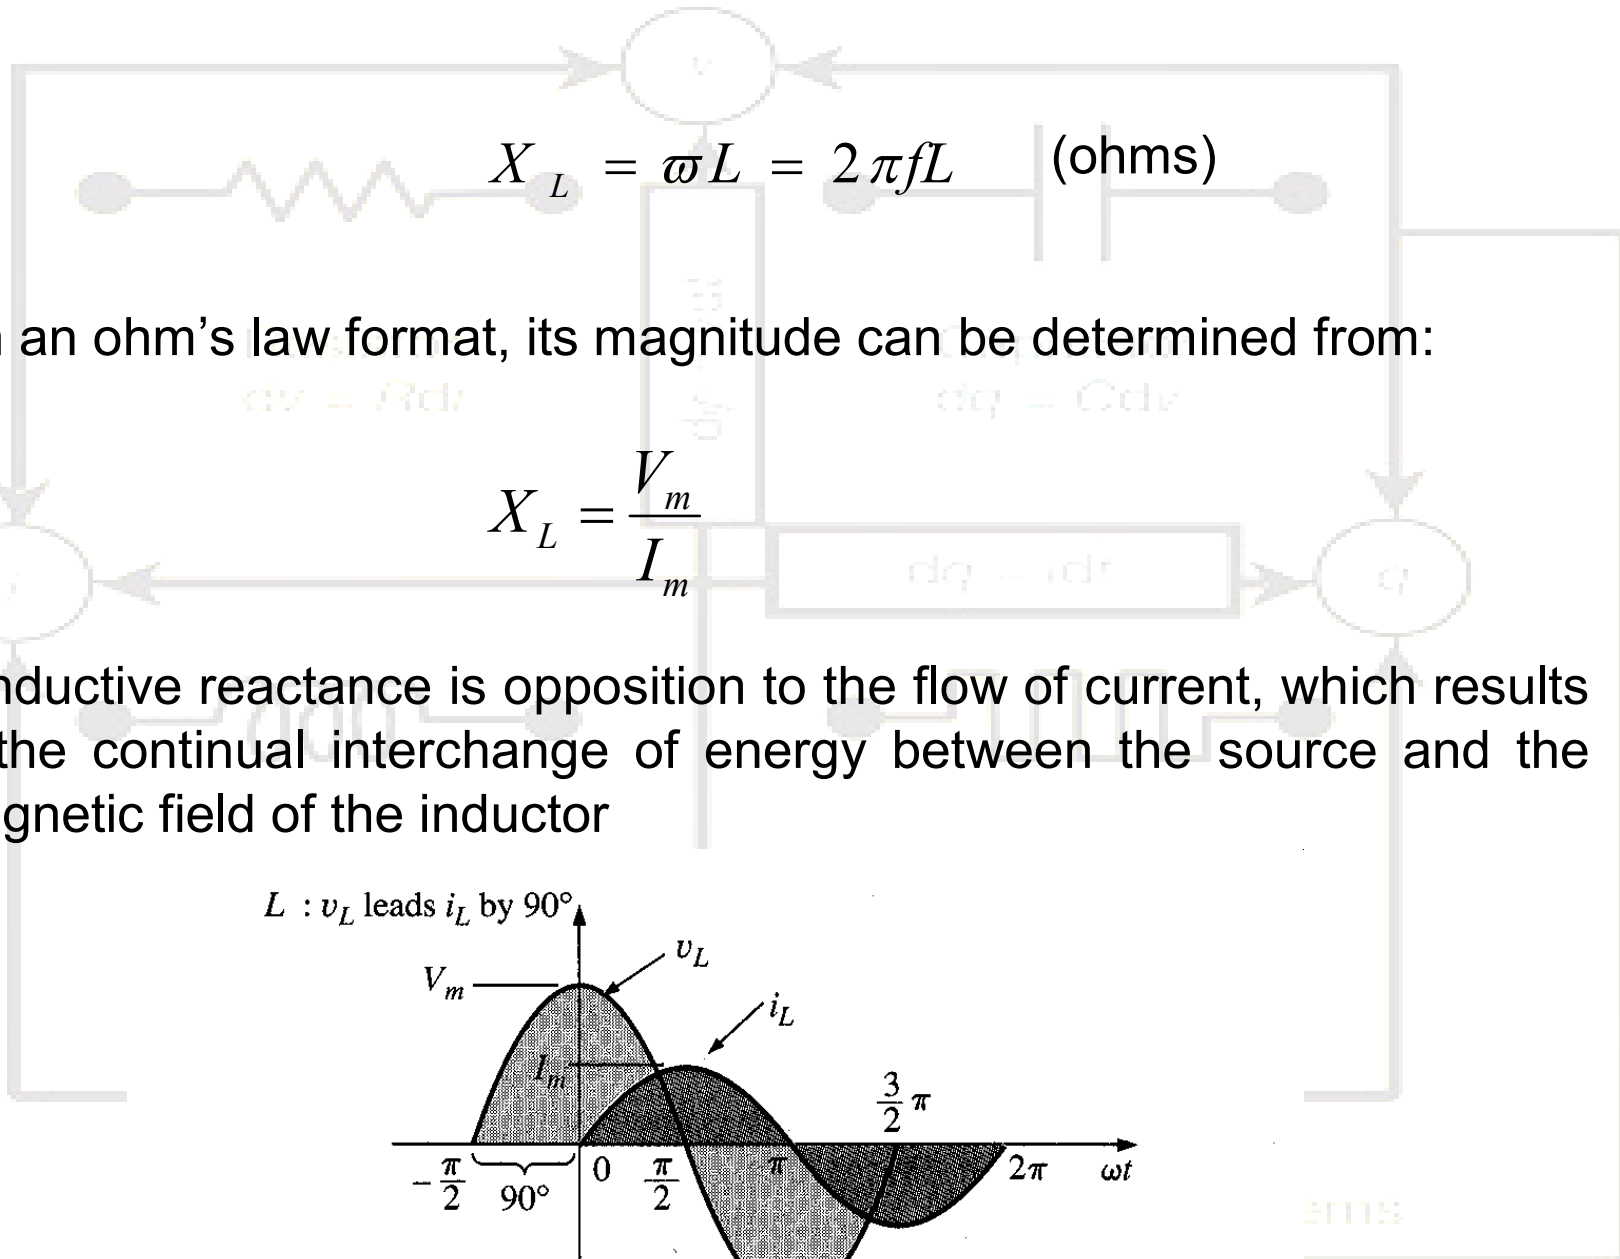 X_L = ϖL = 2πfL (ohms)
an ohm's law format, its magnitude can be determined from:
X_L = V_m / I_m
nductive reactance is opposition to the flow of current, which results
the continual interchange of energy between the source and the
gnetic field of the inductor
L : v_L leads i_L by 90°
v_L
V_m
i_L
I_m
3/2 π
-π/2 90° 0 π/2 π 2π ωt